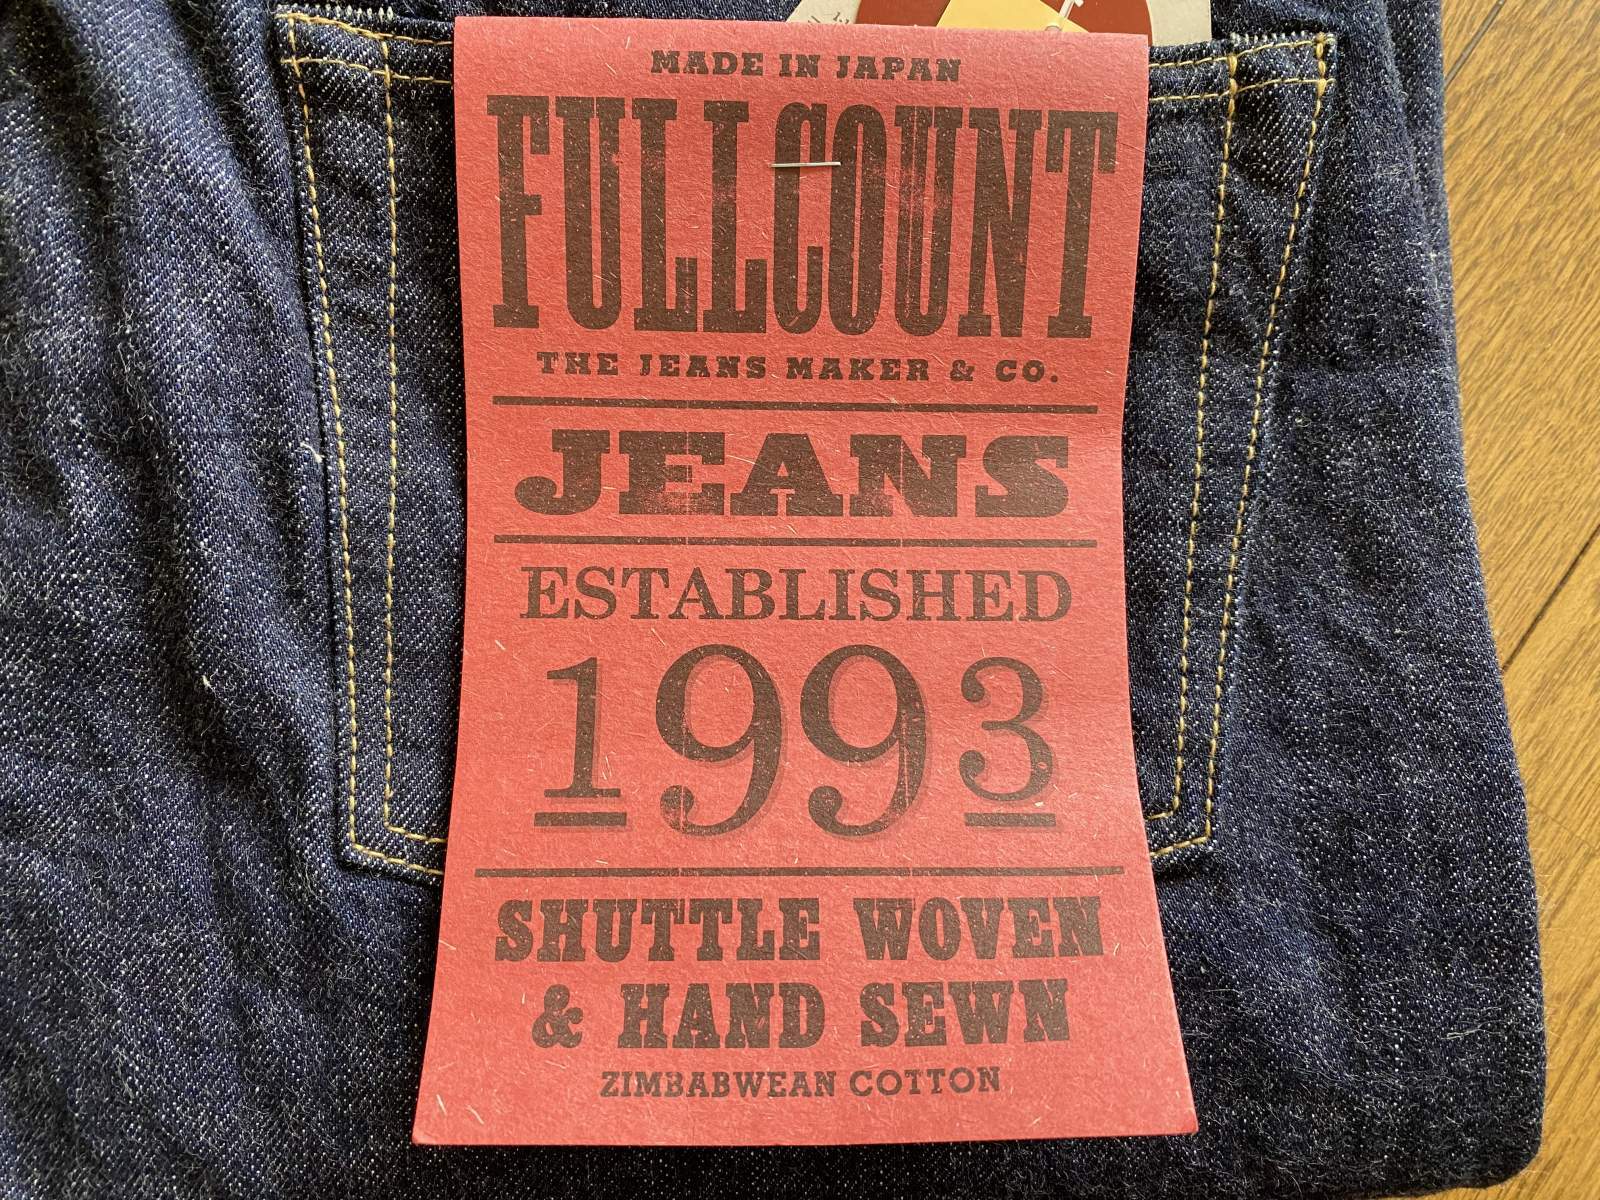 MADE IN JAPAN
FULLCOUNT
THE JEANS MAKER & CO.
JEANS
ESTABLISHED
1993
SHUTTLE WOVEN
& HAND SEWN
ZIMBABWEAN COTTON